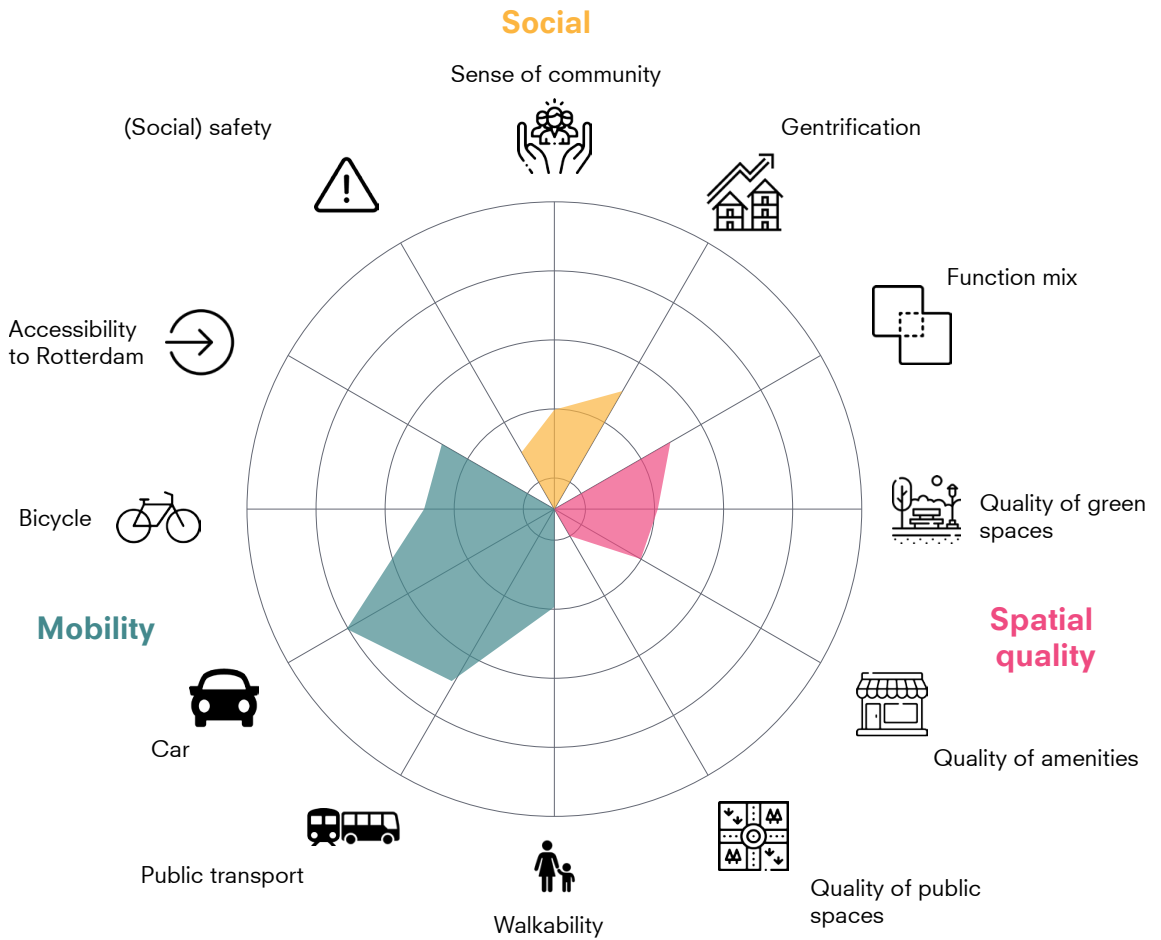 Social
Sense of community
(Social) safety
Gentrification
Function mix
Accessibility
to Rotterdam
Bicycle
Quality of green
spaces
Mobility
Spatial
quality
Car
Quality of amenities
Public transport
Quality of public
spaces
Walkability